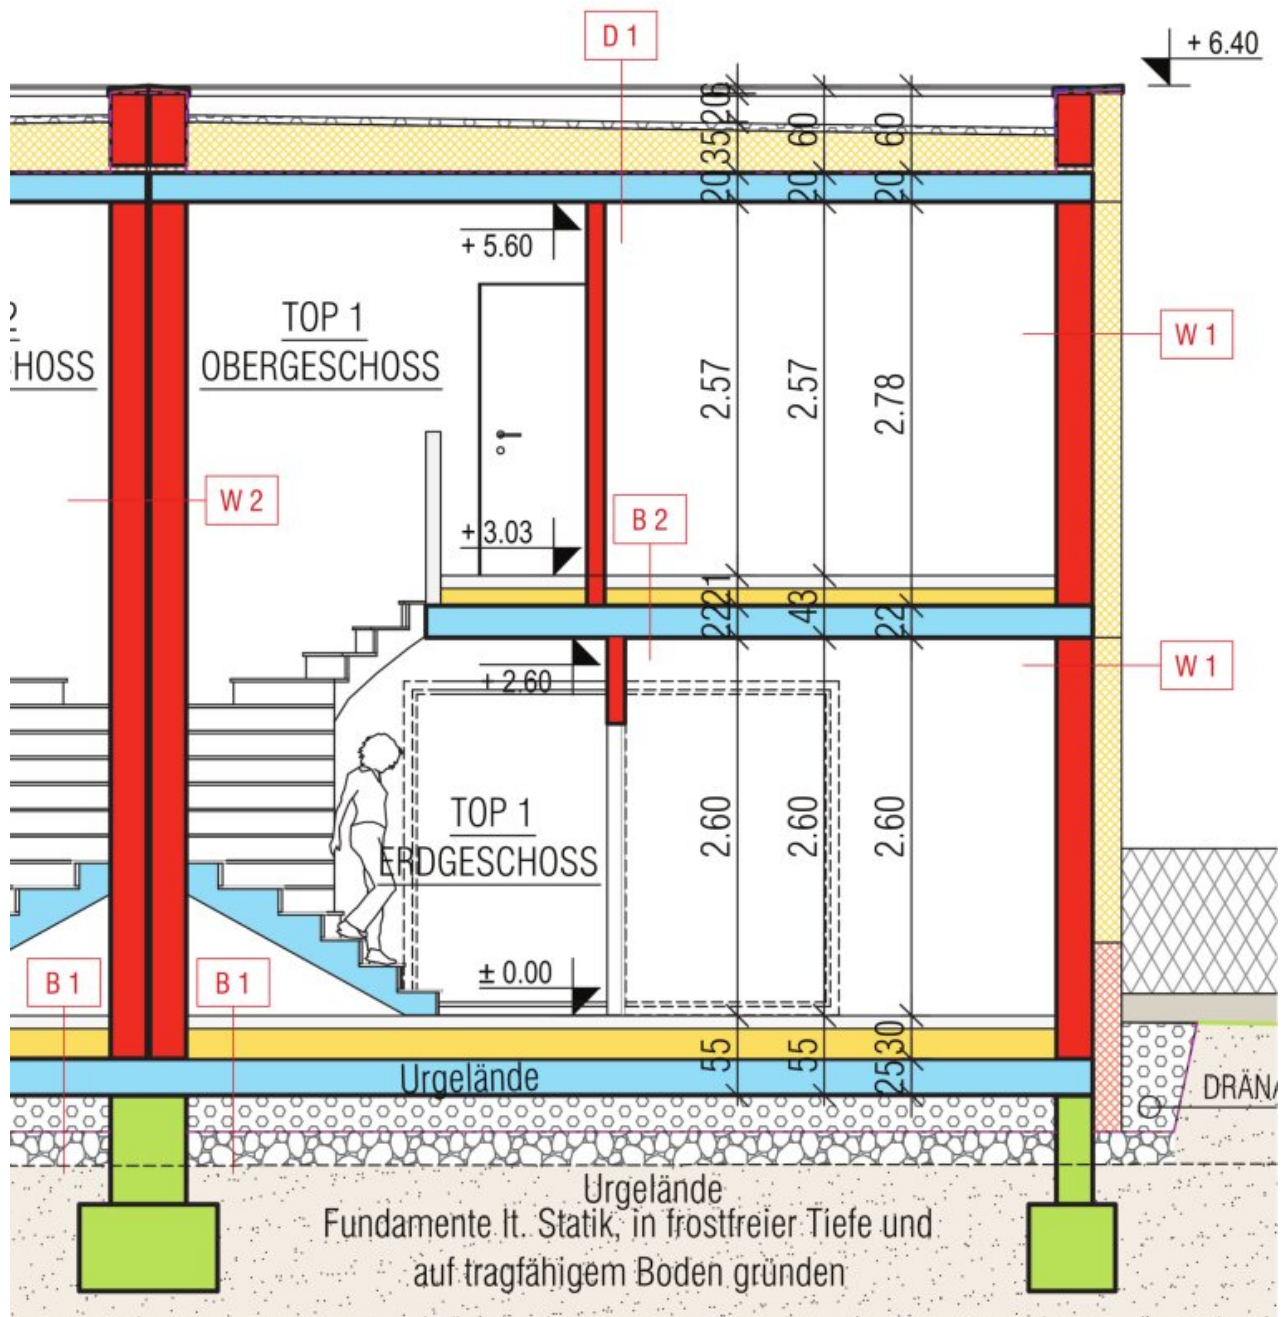 D 1
+ 6.40
206
60
60
35
20
20
20
+ 5.60
2
HOSS
TOP 1
OBERGESCHOSS
W 1
2.57
2.57
2.78
W 2
B 2
+ 3.03
21
43
22
22
+ 2.60
W 1
TOP 1
ERDGESCHOSS
2.60
2.60
2.60
± 0.00
B 1
B 1
55
55
30
25
Urgelände
DRÄNA
Urgelände
Fundamente lt. Statik, in frostfreier Tiefe und
auf tragfähigem Boden gründen